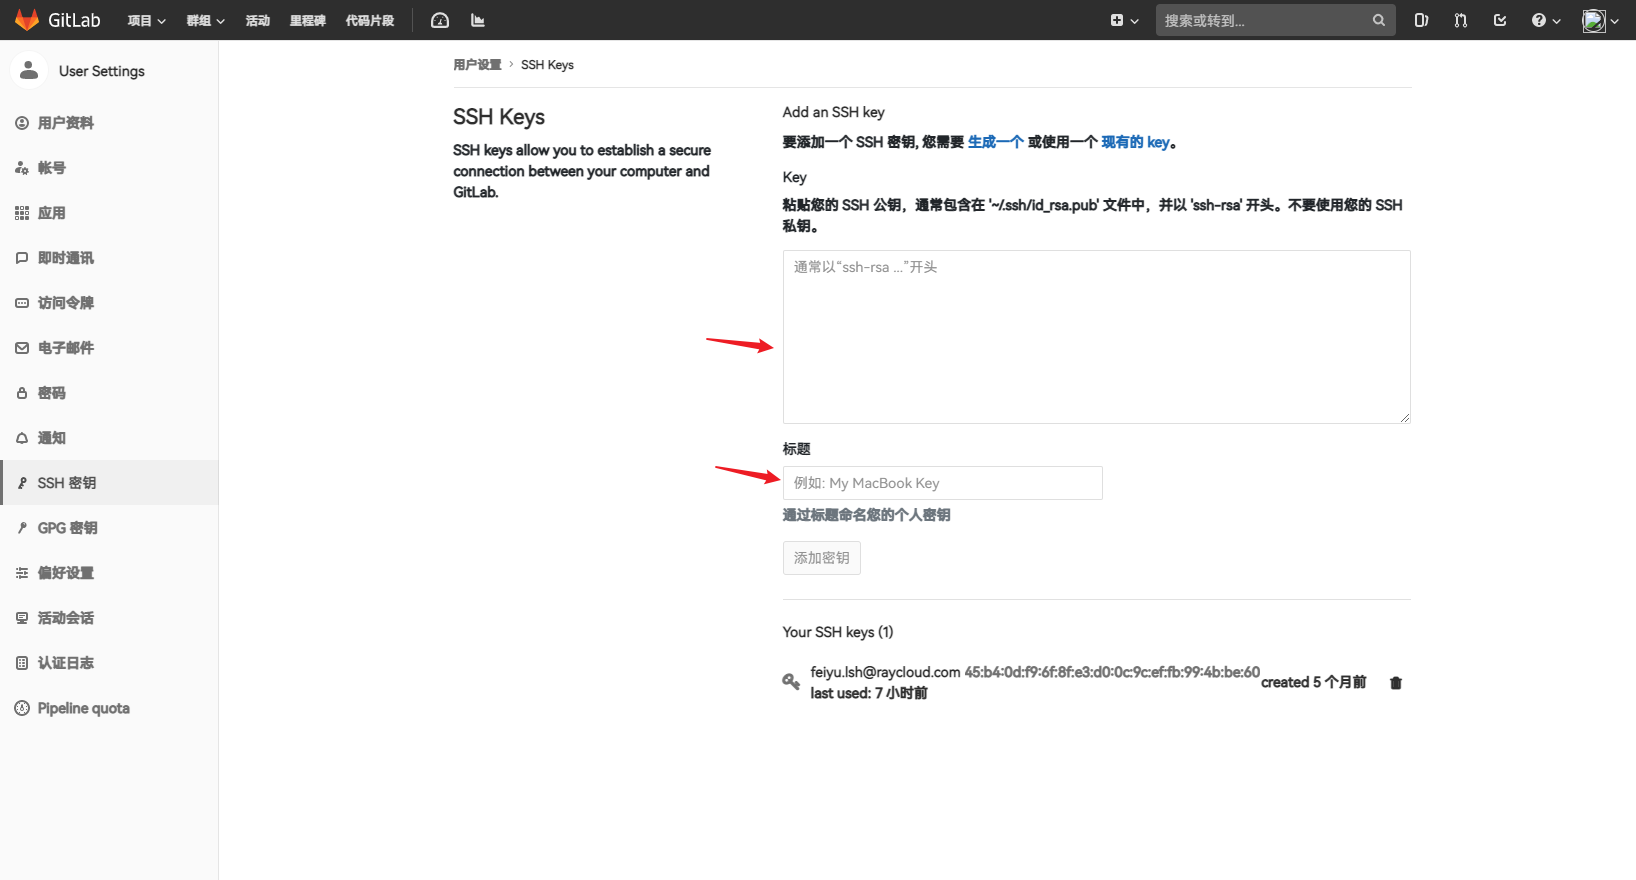 GitLab 项目 群组 活动 里程碑 代码片段 搜索或转到...
User Settings
用户资料
帐号
应用
即时通讯
访问令牌
电子邮件
密码
通知
SSH 密钥
GPG 密钥
偏好设置
活动会话
认证日志
Pipeline quota
用户设置 › SSH Keys
SSH Keys
SSH keys allow you to establish a secure
connection between your computer and
GitLab.
Add an SSH key
要添加一个 SSH 密钥, 您需要 生成一个 或使用一个 现有的 key。
Key
粘贴您的 SSH 公钥，通常包含在 '~/.ssh/id_rsa.pub' 文件中，并以 'ssh-rsa' 开头。不要使用您的 SSH
私钥。
通常以“ssh-rsa ...”开头
标题
例如: My MacBook Key
通过标题命名您的个人密钥
添加密钥
Your SSH keys (1)
feiyu.lsh@raycloud.com 45:b4:0d:f9:6f:8f:e3:d0:0c:9c:ef:fb:99:4b:be:60
last used: 7 小时前
created 5 个月前